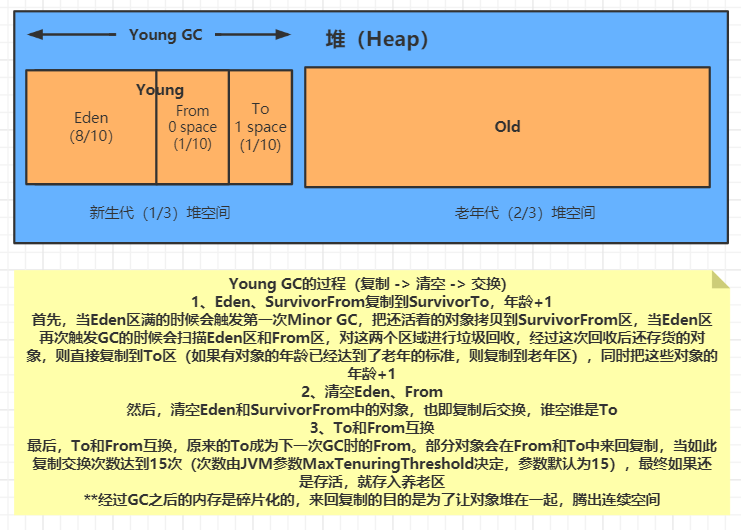 Young GC
堆（Heap）
Young
Eden
(8/10)
From
0 space
(1/10)
To
1 space
(1/10)
Old
新生代（1/3）堆空间
老年代（2/3）堆空间
Young GC的过程（复制 -> 清空 -> 交换)
1、Eden、SurvivorFrom复制到SurvivorTo，年龄+1
首先，当Eden区满的时候会触发第一次Minor GC，把还活着的对象拷贝到SurvivorFrom区，当Eden区
再次触发GC的时候会扫描Eden区和From区，对这两个区域进行垃圾回收，经过这次回收后还存货的对
象，则直接复制到To区（如果有对象的年龄已经达到了老年的标准，则复制到老年区），同时把这些对象的
年龄+1
2、清空Eden、From
然后，清空Eden和SurvivorFrom中的对象，也即复制后交换，谁空谁是To
3、To和From互换
最后，To和From互换，原来的To成为下一次GC时的From。部分对象会在From和To中来回复制，当如此
复制交换次数达到15次（次数由JVM参数MaxTenuringThreshold决定，参数默认为15），最终如果还
是存活，就存入养老区
**经过GC之后的内存是碎片化的，来回复制的目的是为了让对象堆在一起，腾出连续空间